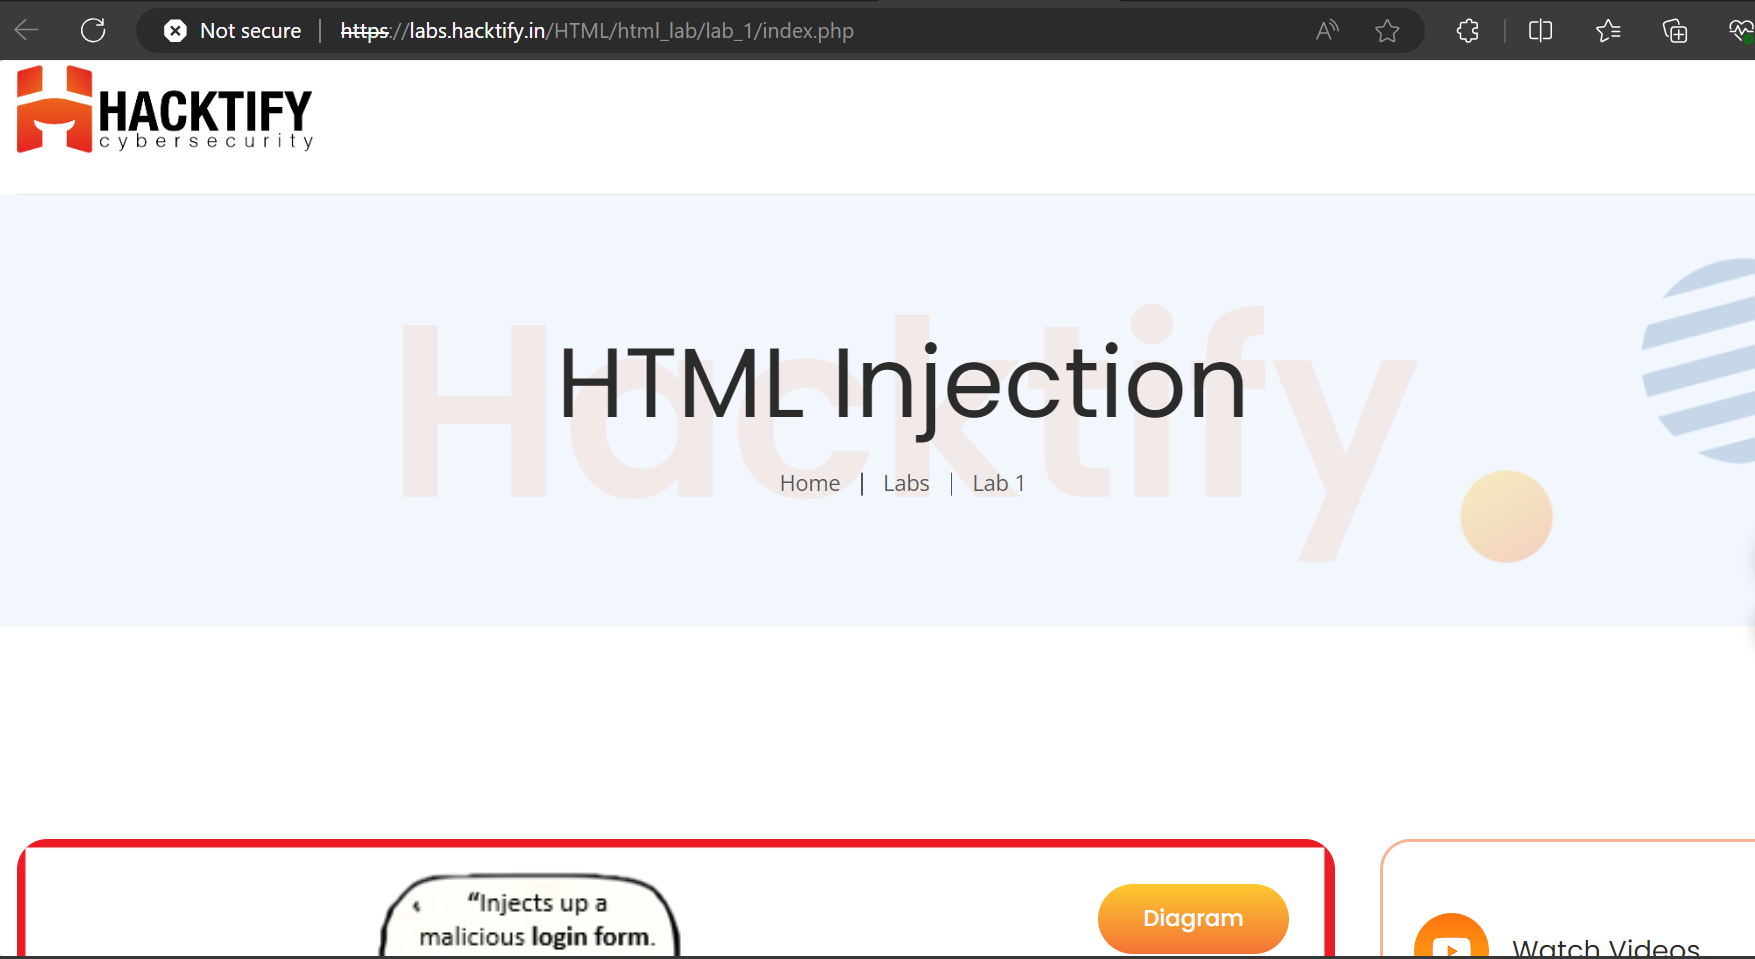 Not secure | https://labs.hacktify.in/HTML/html_lab/lab_1/index.php
HACKTIFY
cybersecurity
Hacktify
HTML Injection
Home | Labs | Lab 1
“Injects up a
malicious login form.
Diagram
Watch Videos